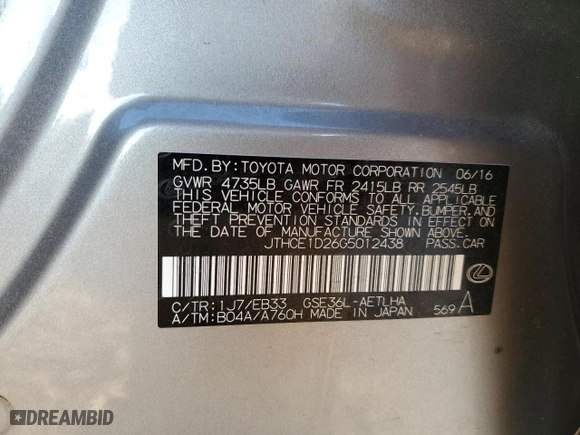 MFD. BY: TOYOTA MOTOR CORPORATION 06/16
GVWR 4735LB GAWR FR 2415LB RR 2545LB
THIS VEHICLE CONFORMS TO ALL APPLICABLE
FEDERAL MOTOR VEHICLE SAFETY, BUMPER, AND
THEFT PREVENTION STANDARDS IN EFFECT ON
THE DATE OF MANUFACTURE SHOWN ABOVE.
JTHCE1D26G5012438 PASS. CAR
C/TR: 1J7/EB33 GSE36L-AETLHA
A/TM: B04A/A760H MADE IN JAPAN 569 A
DREAMBID